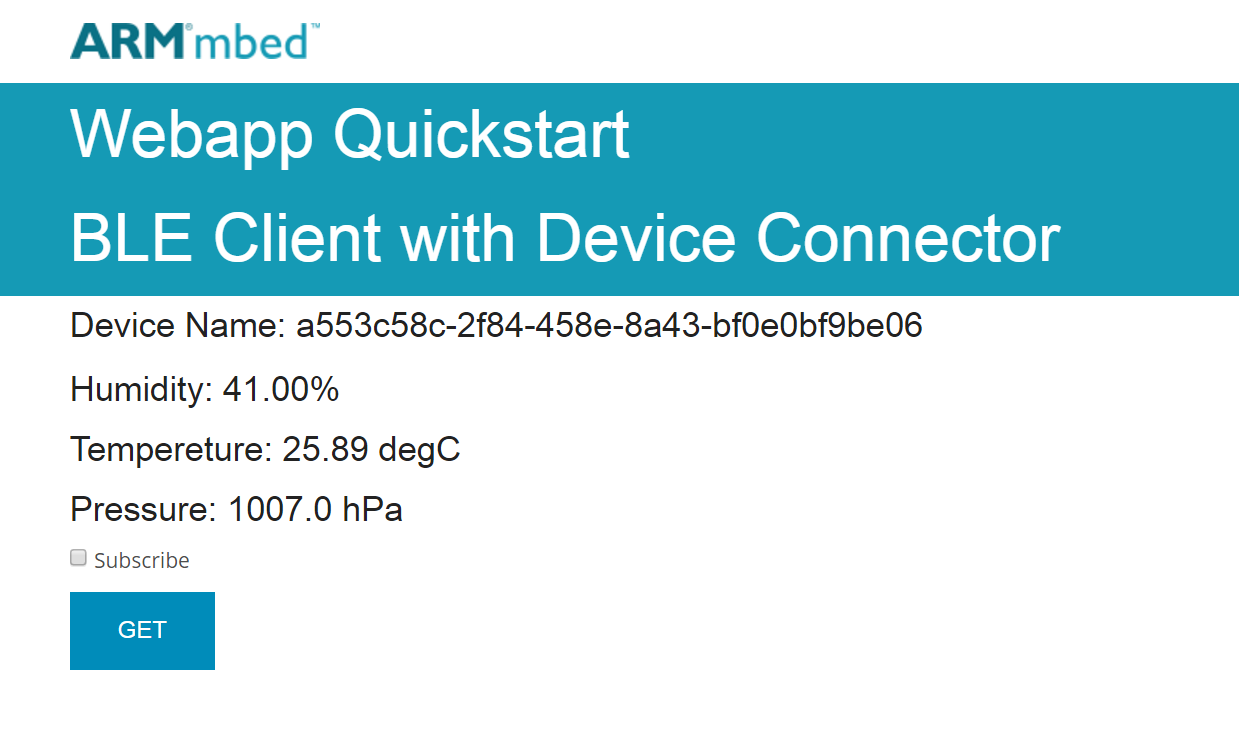 ARM®mbed™
Webapp Quickstart
BLE Client with Device Connector
Device Name: a553c58c-2f84-458e-8a43-bf0e0bf9be06
Humidity: 41.00%
Tempereture: 25.89 degC
Pressure: 1007.0 hPa
Subscribe
GET